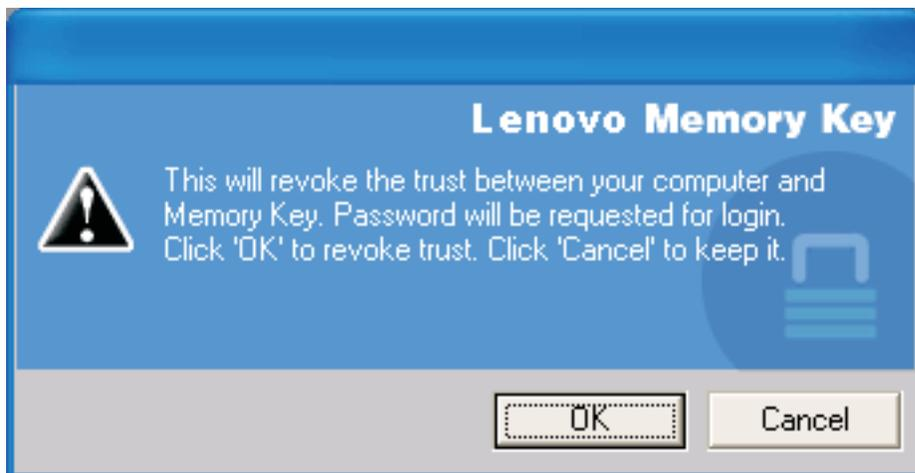 Lenovo Memory Key
This will revoke the trust between your computer and
Memory Key. Password will be requested for login.
Click 'OK' to revoke trust. Click 'Cancel' to keep it.
OK
Cancel